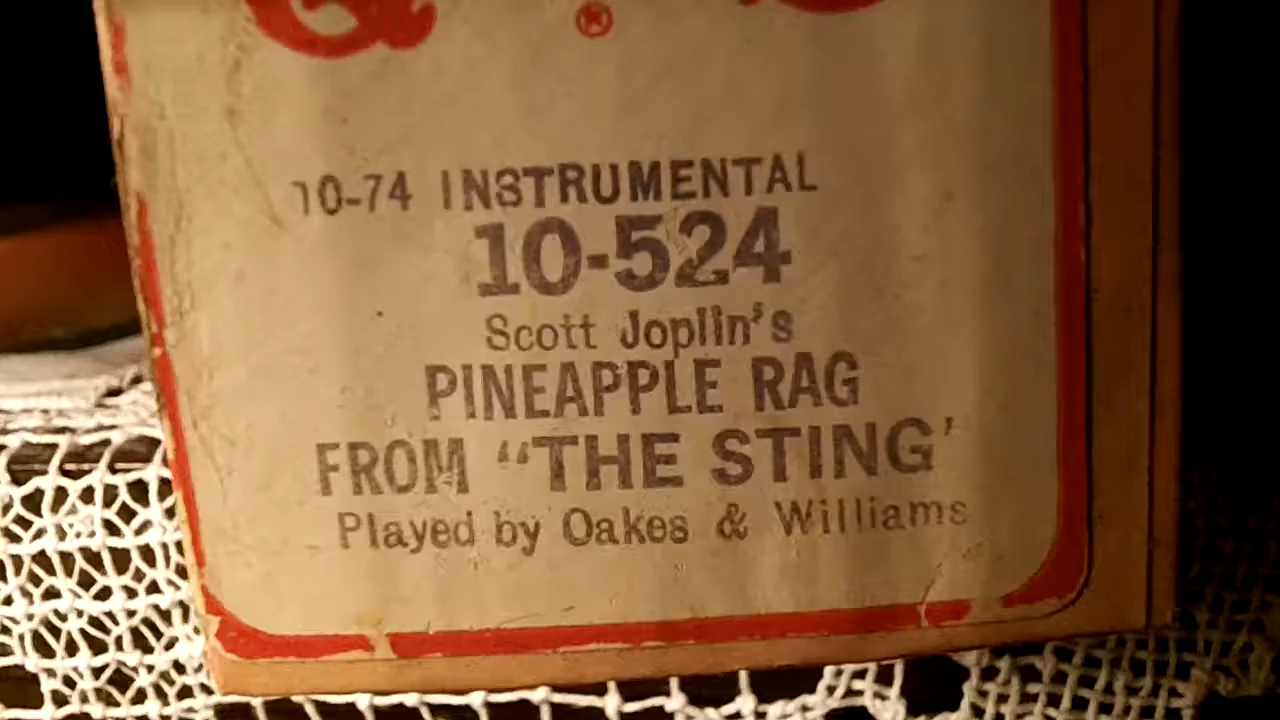 ®
10-74 INSTRUMENTAL
10-524
Scott Joplin's
PINEAPPLE RAG
FROM "THE STING'
Played by Oakes & Williams